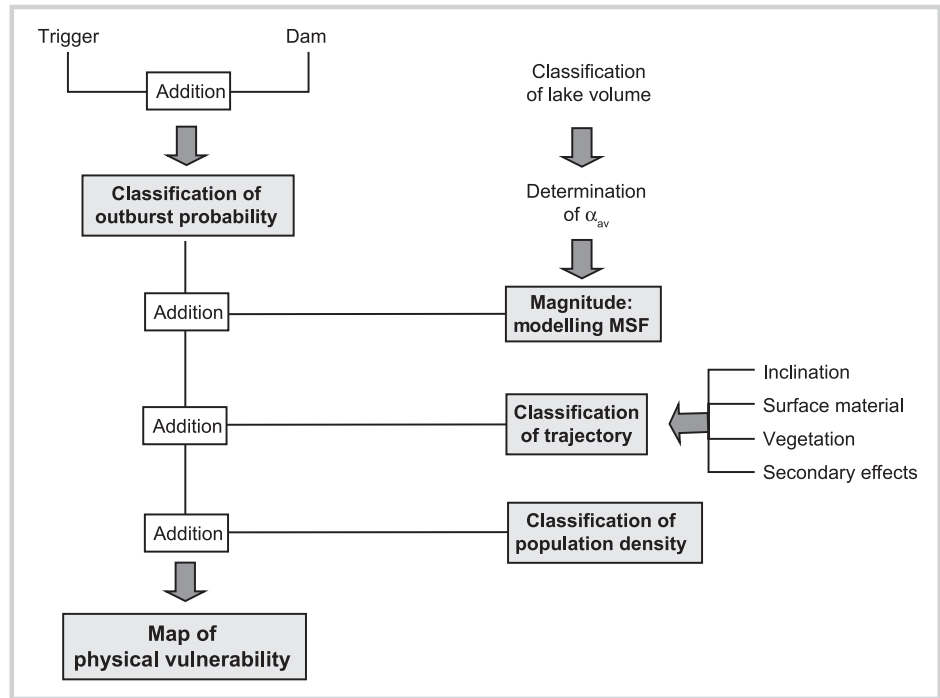 Trigger
Dam
Addition
Classification
of lake volume
Classification of
outburst probability
Determination
of αav
Addition
Magnitude:
modelling MSF
Addition
Classification
of trajectory
Inclination
Surface material
Vegetation
Secondary effects
Addition
Classification of
population density
Map of
physical vulnerability